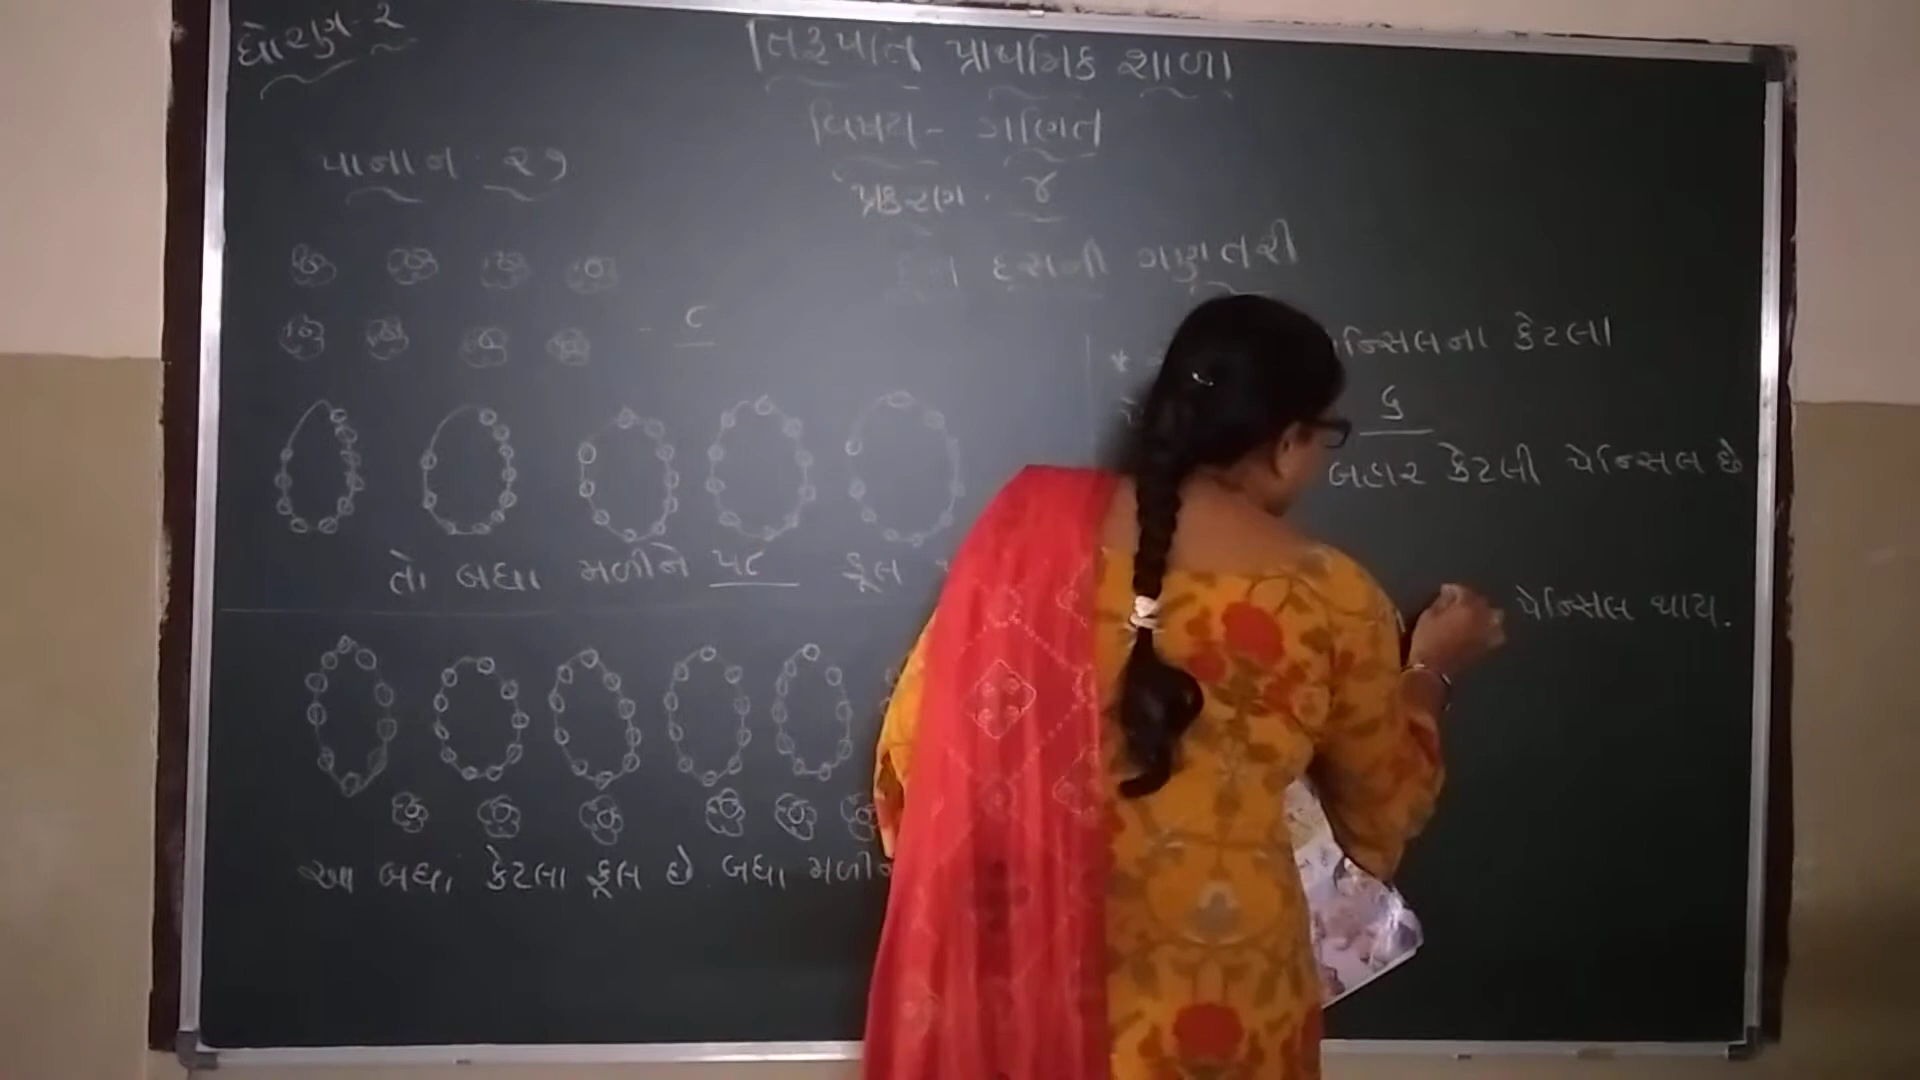 ધોરણ-૨
તિરૂપતિ પ્રાથમિક શાળા
વિષય- ગણિત
પાના નં. ૨૭
પ્રકરણ. ૪
દસની ગણતરી
- ૮
* ન્સિલના કેટલા
૬
બહાર કેટલી પેન્સિલ છે
તો બધા મળીને ૫૮ ફૂલ
પેન્સિલ થાય.
આ બધા કેટલા ફૂલ છે. બધા મળીને